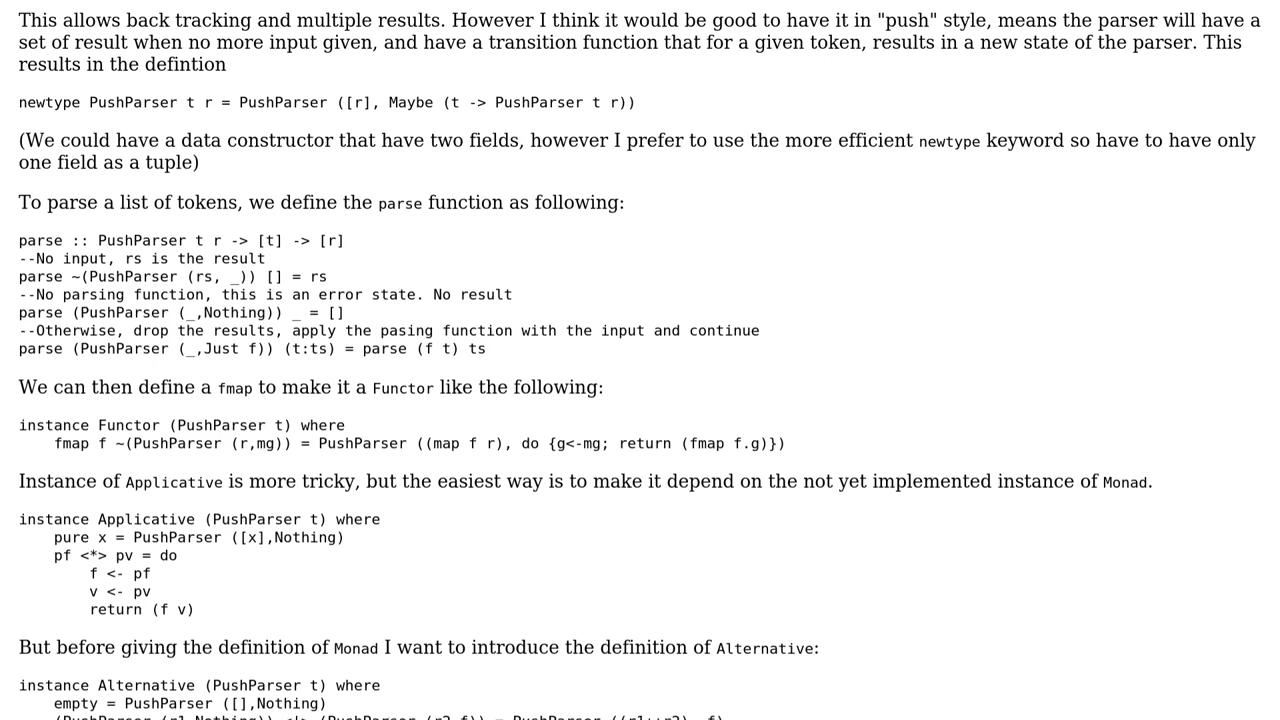 This allows back tracking and multiple results. However I think it would be good to have it in "push" style, means the parser will have a
set of result when no more input given, and have a transition function that for a given token, results in a new state of the parser. This
results in the defintion
newtype PushParser t r = PushParser ([r], Maybe (t -> PushParser t r))
(We could have a data constructor that have two fields, however I prefer to use the more efficient newtype keyword so have to have only
one field as a tuple)
To parse a list of tokens, we define the parse function as following:
parse :: PushParser t r -> [t] -> [r]
--No input, rs is the result
parse ~(PushParser (rs, _)) [] = rs
--No parsing function, this is an error state. No result
parse (PushParser (_,Nothing)) _ = []
--Otherwise, drop the results, apply the pasing function with the input and continue
parse (PushParser (_,Just f)) (t:ts) = parse (f t) ts
We can then define a fmap to make it a Functor like the following:
instance Functor (PushParser t) where
    fmap f ~(PushParser (r,mg)) = PushParser ((map f r), do {g<-mg; return (fmap f.g)})
Instance of Applicative is more tricky, but the easiest way is to make it depend on the not yet implemented instance of Monad.
instance Applicative (PushParser t) where
    pure x = PushParser ([x],Nothing)
    pf <*> pv = do
        f <- pf
        v <- pv
        return (f v)
But before giving the definition of Monad I want to introduce the definition of Alternative:
instance Alternative (PushParser t) where
    empty = PushParser ([],Nothing)